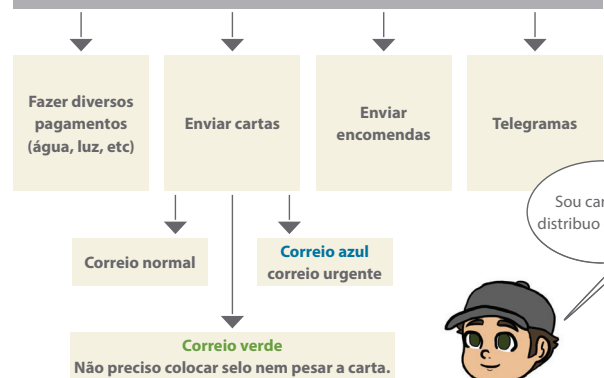 Fazer diversos
pagamentos
(água, luz, etc)
Enviar cartas
Enviar
encomendas
Telegramas
Sou
distribuo
Correio normal
Correio azul
correio urgente
Correio verde
Não preciso colocar selo nem pesar a carta.